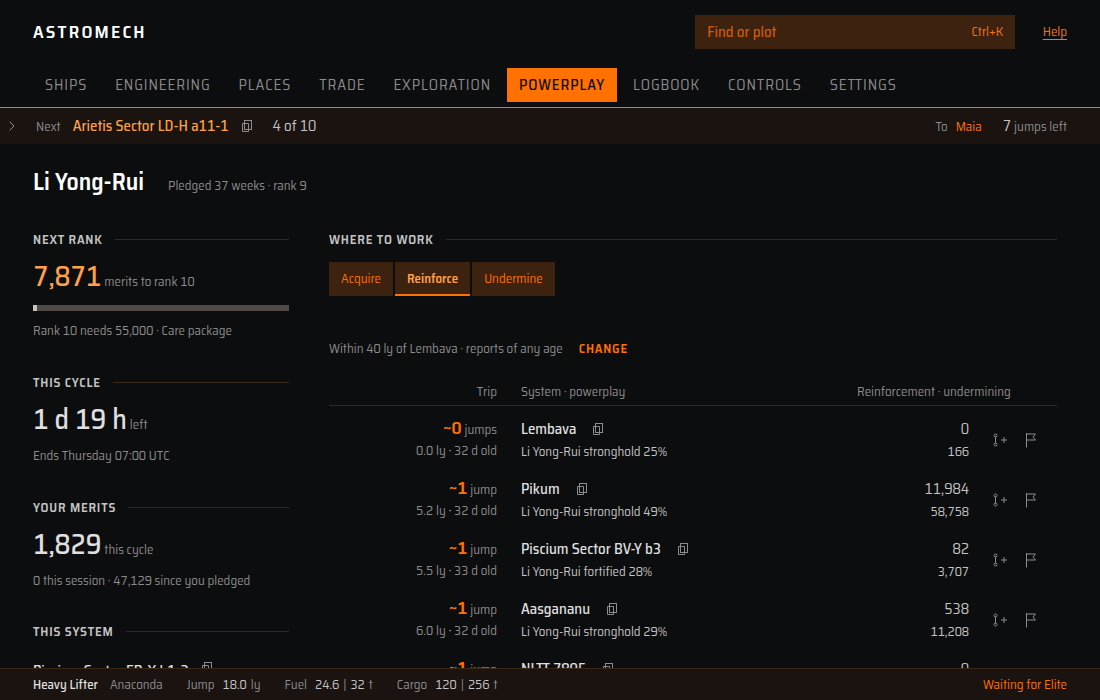 ASTROMECH
Find or plot Ctrl+K
Help
SHIPS ENGINEERING PLACES TRADE EXPLORATION POWERPLAY LOGBOOK CONTROLS SETTINGS
Next Arietis Sector LD-H a11-1 4 of 10 To Maia 7 jumps left
Li Yong-Rui Pledged 37 weeks · rank 9
NEXT RANK
7,871 merits to rank 10
Rank 10 needs 55,000 · Care package
THIS CYCLE
1 d 19 h left
Ends Thursday 07:00 UTC
YOUR MERITS
1,829 this cycle
0 this session · 47,129 since you pledged
THIS SYSTEM
WHERE TO WORK
Acquire Reinforce Undermine
Within 40 ly of Lembava · reports of any age CHANGE
Trip System · powerplay Reinforcement · undermining
~0 jumps Lembava 0
0.0 ly · 32 d old Li Yong-Rui stronghold 25% 166
~1 jump Pikum 11,984
5.2 ly · 32 d old Li Yong-Rui stronghold 49% 58,758
~1 jump Piscium Sector BV-Y b3 82
5.5 ly · 33 d old Li Yong-Rui fortified 28% 3,707
~1 jump Aasgananu 538
6.0 ly · 32 d old Li Yong-Rui stronghold 29% 11,208
~1 jump
Heavy Lifter Anaconda Jump 18.0 ly Fuel 24.6 | 32 t Cargo 120 | 256 t Waiting for Elite